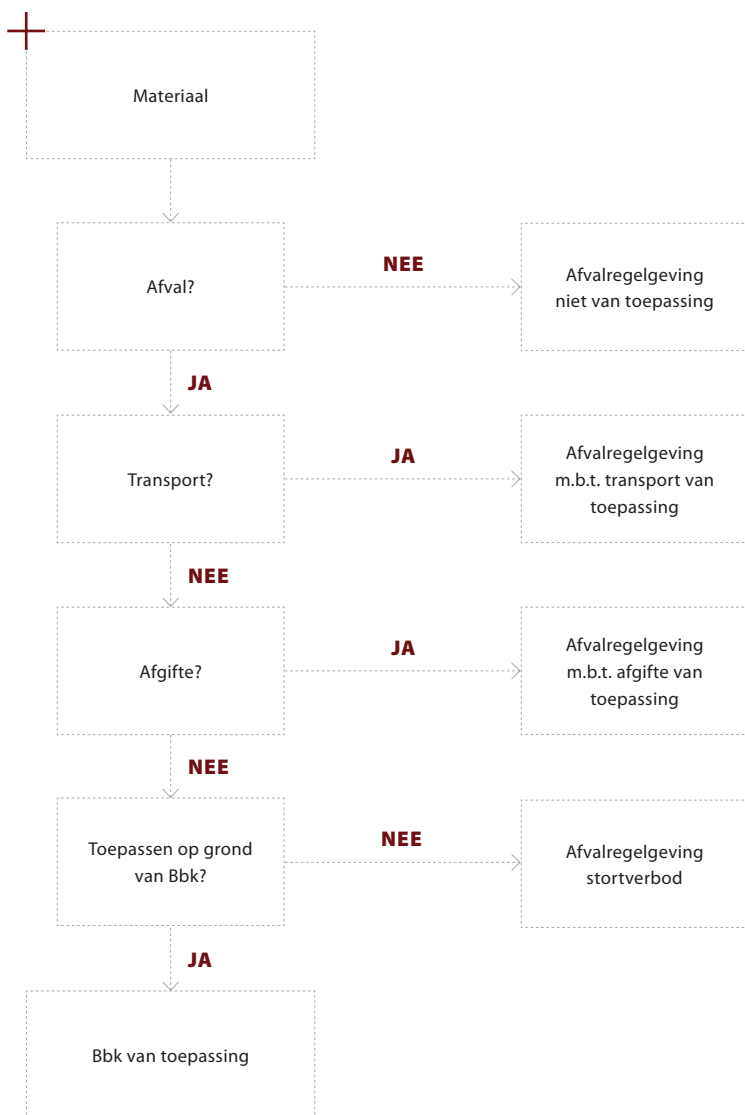 Materiaal
Afval?
NEE
Afvalregelgeving
niet van toepassing
JA
Transport?
JA
Afvalregelgeving
m.b.t. transport van
toepassing
NEE
Afgifte?
JA
Afvalregelgeving
m.b.t. afgifte van
toepassing
NEE
Toepassen op grond
van Bbk?
NEE
Afvalregelgeving
stortverbod
JA
Bbk van toepassing